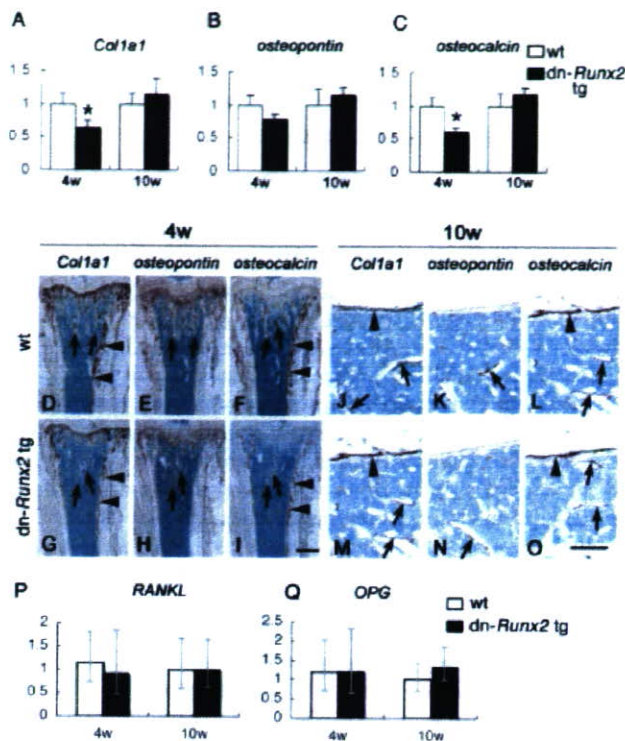 A
Col1a1
1.5
1
0.5
0
*
4w
10w
B
osteopontin
1.5
1
0.5
0
4w
10w
C
osteocalcin
1.5
1
0.5
0
*
4w
10w
wt
dn-Runx2
tg
4w
10w
Col1a1 osteopontin osteocalcin
Col1a1 osteopontin osteocalcin
wt
D
E
F
J
K
L
dn-Runx2 tg
G
H
I
M
N
O
P
RANKL
2
1.5
1
0.5
0
4w
10w
Q
OPG
2.5
2
1.5
1
0.5
0
4w
10w
wt
dn-Runx2 tg